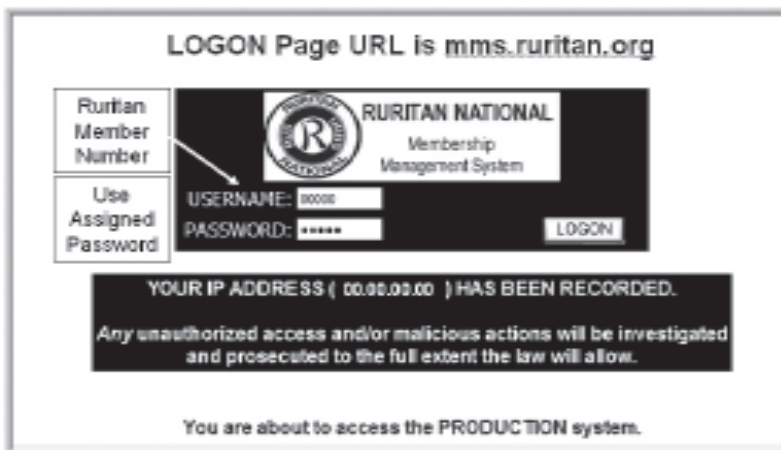 LOGON Page URL is mms.ruritan.org
Ruritan
Member
Number
RURITAN
R
NATIONAL
RURITAN NATIONAL
Membership
Management System
Use
Assigned
Password
USERNAME: 00000
PASSWORD: •••••
LOGON
YOUR IP ADDRESS ( 00.00.00.00 ) HAS BEEN RECORDED.
Any unauthorized access and/or malicious actions will be investigated
and prosecuted to the full extent the law will allow.
You are about to access the PRODUCTION system.